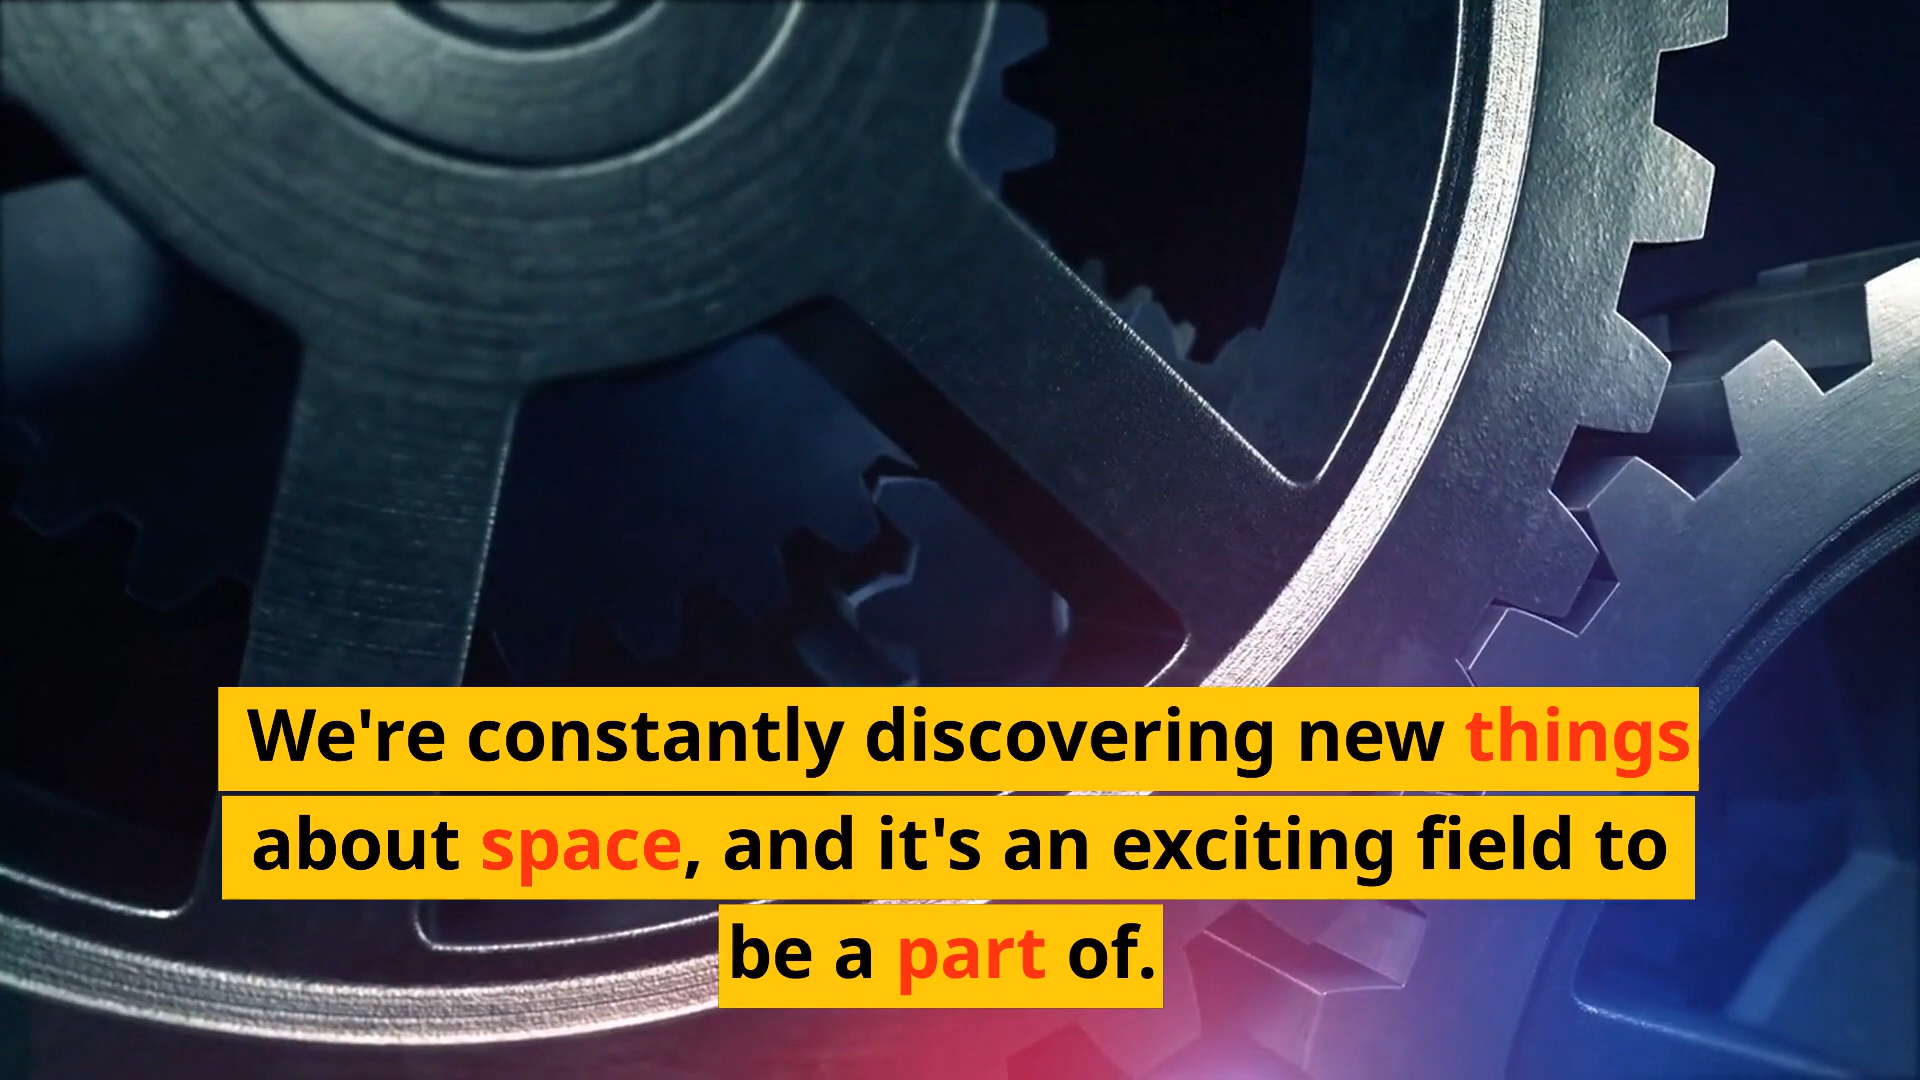 We're constantly discovering new things
about space, and it's an exciting field to
be a part of.